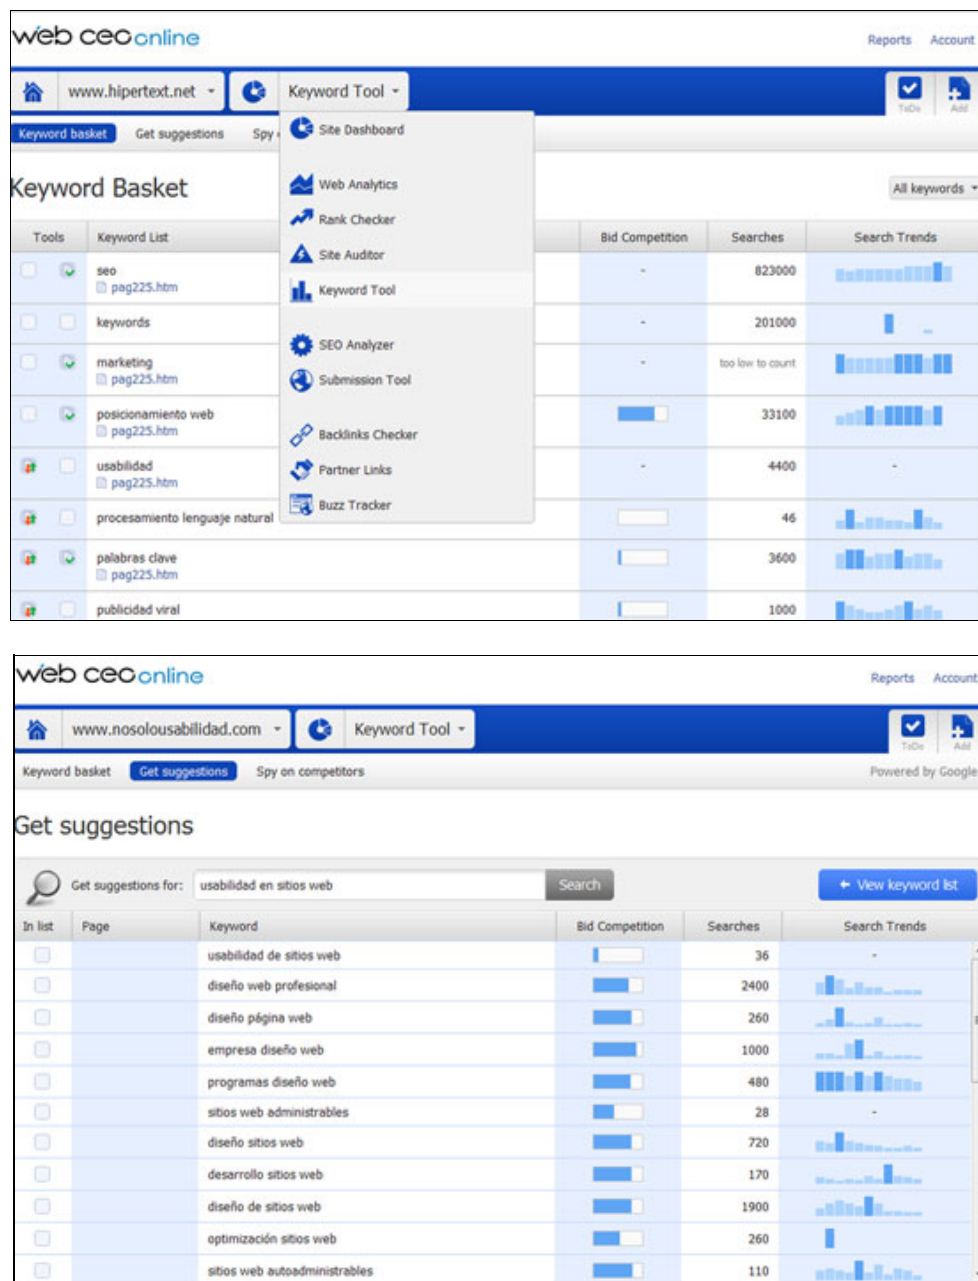 web ceo online
Reports Account
www.hipertext.net Keyword Tool ToDo Add
Keyword basket Get suggestions Spy
Site Dashboard
Keyword Basket
All keywords
Web Analytics
Rank Checker
Tools Keyword List Bid Competition Searches Search Trends
Site Auditor
seo - 823000
pag225.htm
Keyword Tool
keywords - 201000
SEO Analyzer
marketing - too low to count
pag225.htm
Submission Tool
posicionamiento web 33100
pag225.htm
Backlinks Checker
usabilidad - 4400 -
pag225.htm
Partner Links
Buzz Tracker
procesamiento lenguaje natural 46
palabras clave 3600
pag225.htm
publicidad viral 1000
web ceo online
Reports Account
www.nosolousabilidad.com Keyword Tool ToDo Add
Keyword basket Get suggestions Spy on competitors Powered by Google
Get suggestions
Get suggestions for: usabilidad en sitios web Search View keyword list
In list Page Keyword Bid Competition Searches Search Trends
usabilidad de sitios web 36 -
diseño web profesional 2400
diseño página web 260
empresa diseño web 1000
programas diseño web 480
sitios web administrables 28 -
diseño sitios web 720
desarrollo sitios web 170
diseño de sitios web 1900
optimización sitios web 260
sitios web autoadministrables 110